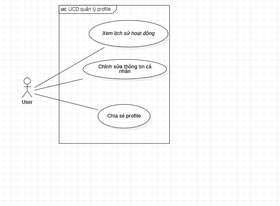 uc UCD quản lý profile
Xem lịch sử hoạt động
Chỉnh sửa thông tin cá
nhân
User
Chia sẻ profile